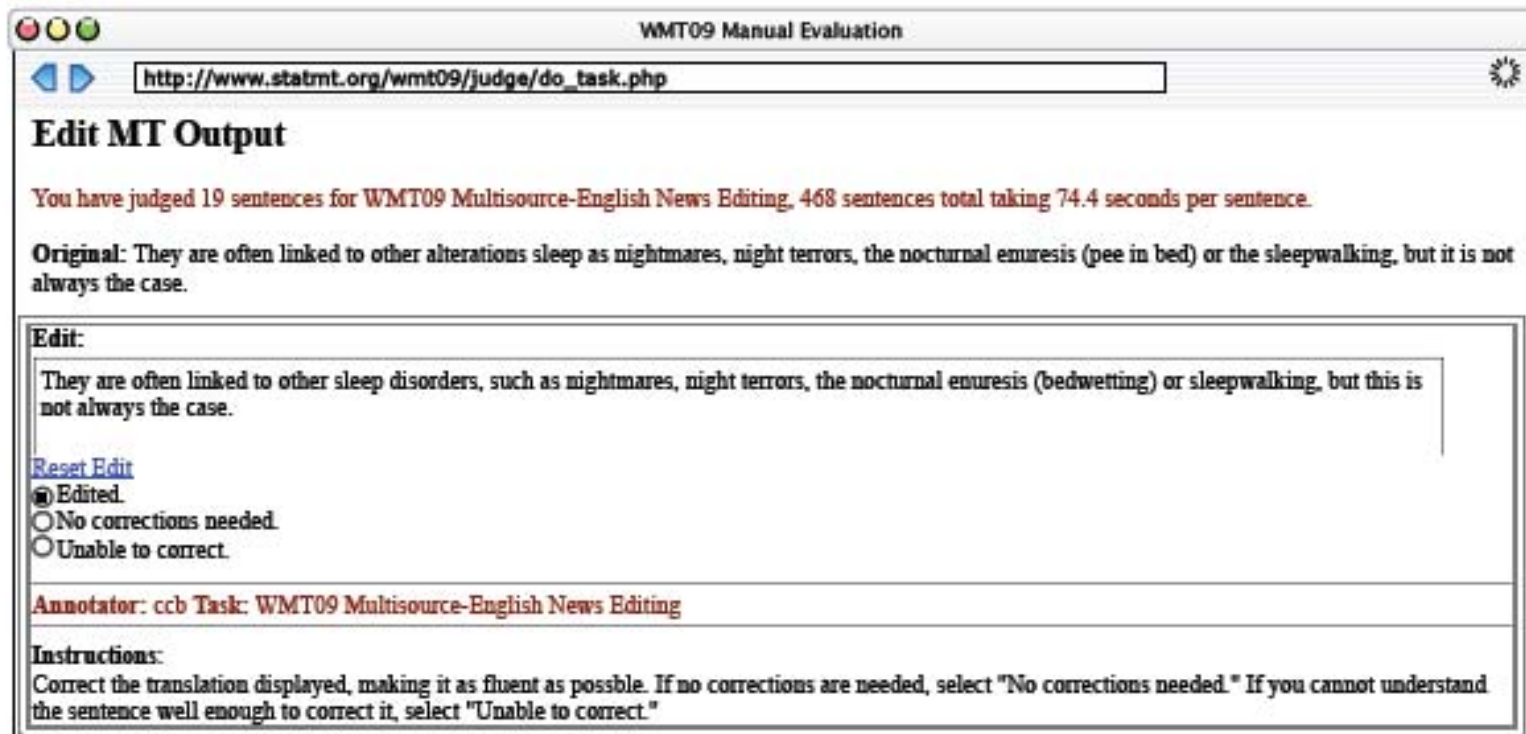 WMT09 Manual Evaluation
http://www.statmt.org/wmt09/judge/do_task.php
Edit MT Output
You have judged 19 sentences for WMT09 Multisource-English News Editing, 468 sentences total taking 74.4 seconds per sentence.
Original: They are often linked to other alterations sleep as nightmares, night terrors, the nocturnal enuresis (pee in bed) or the sleepwalking, but it is not
always the case.
Edit:
They are often linked to other sleep disorders, such as nightmares, night terrors, the nocturnal enuresis (bedwetting) or sleepwalking, but this is
not always the case.
Reset Edit
Edited.
No corrections needed.
Unable to correct.
Annotator: ccb Task: WMT09 Multisource-English News Editing
Instructions:
Correct the translation displayed, making it as fluent as possble. If no corrections are needed, select "No corrections needed." If you cannot understand
the sentence well enough to correct it, select "Unable to correct."